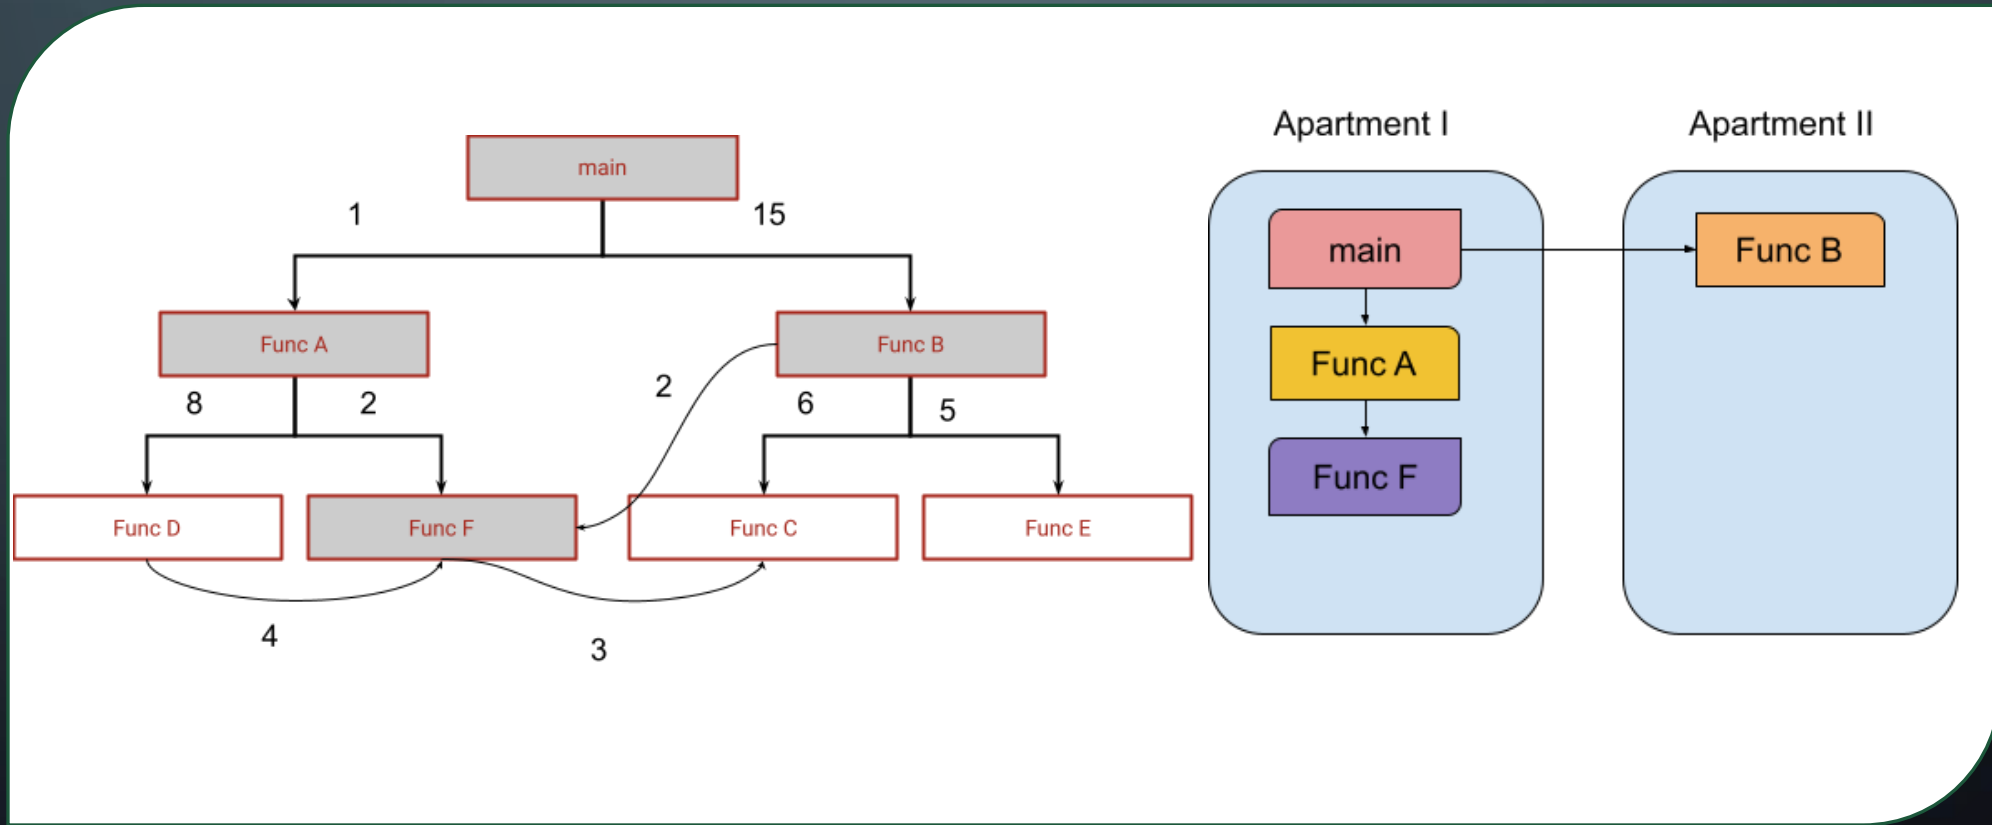 main
1
15
Func A
Func B
8
2
2
6
5
Func D
Func F
Func C
Func E
4
3
Apartment I
Apartment II
main
Func B
Func A
Func F